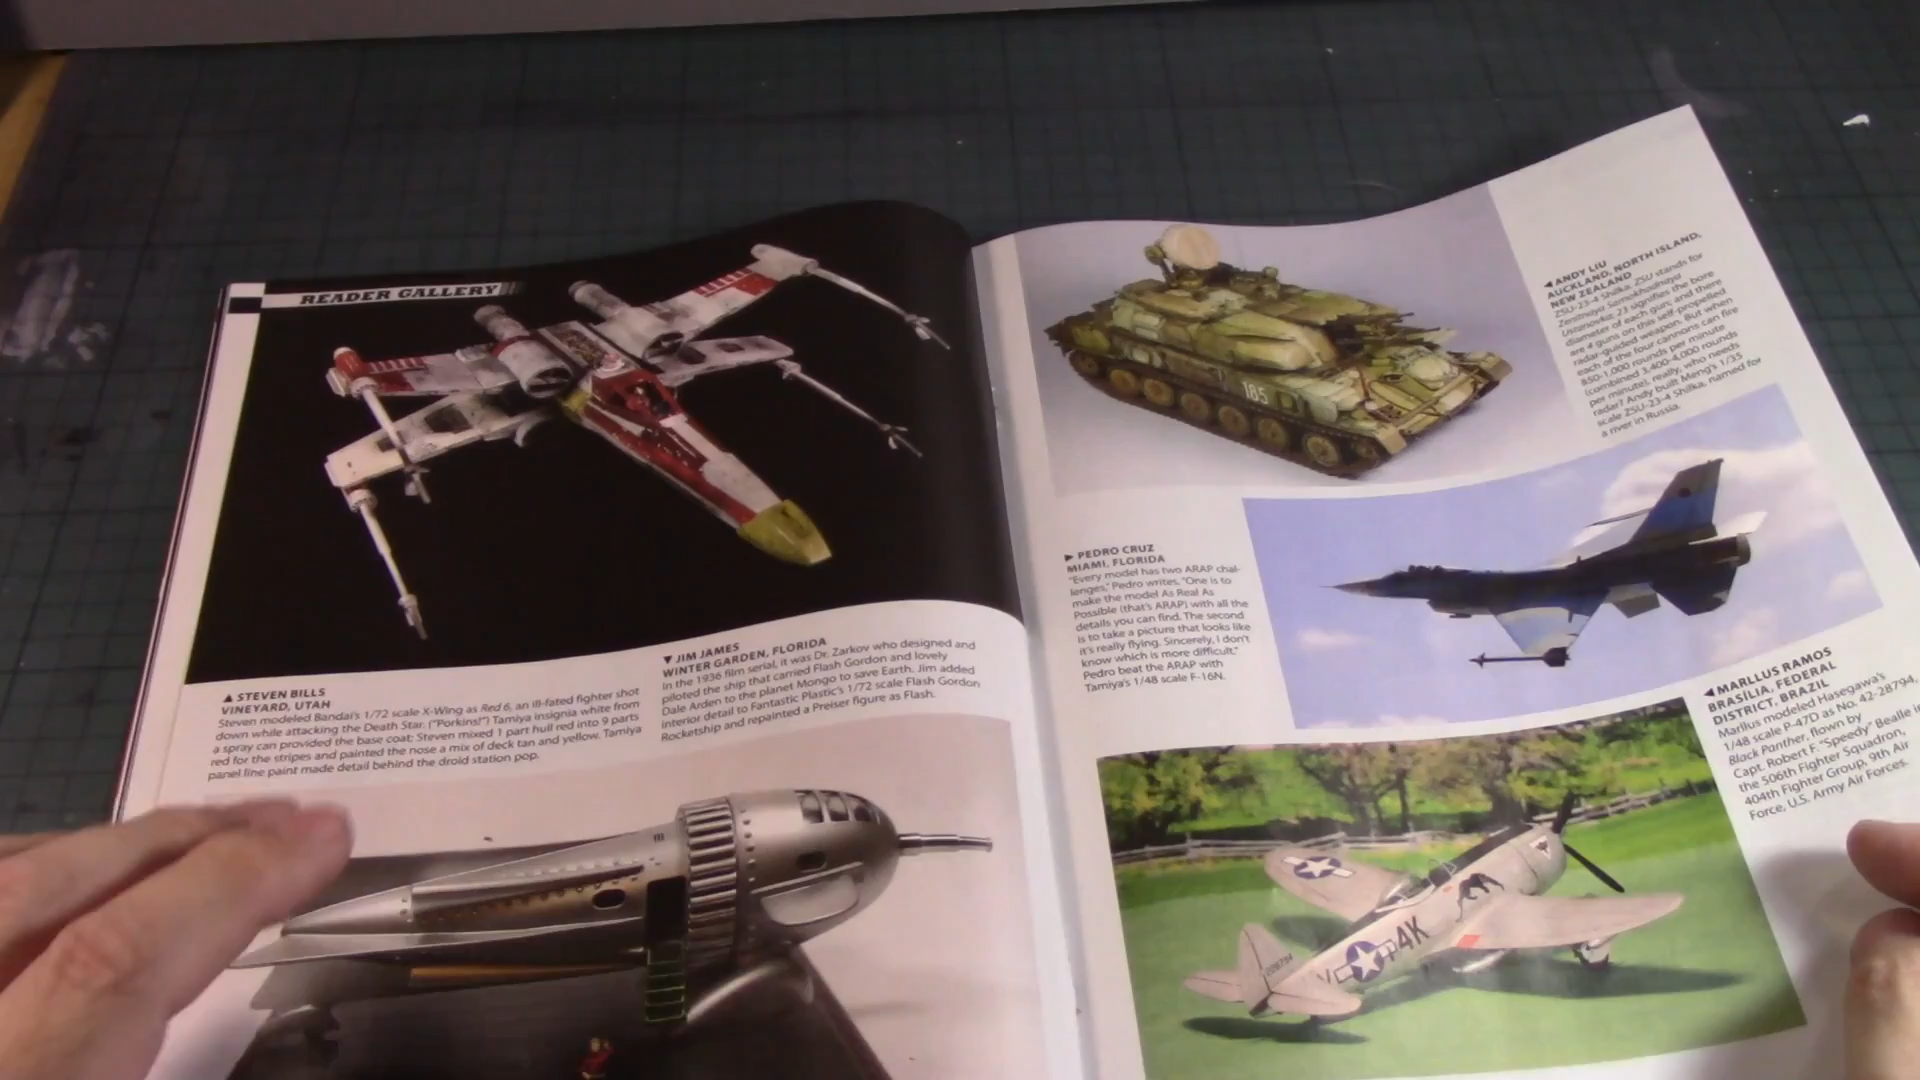 READER GALLERY
▲ STEVEN BILLS
VINEYARD, UTAH
Steven modeled Bandai's 1/72 scale X-Wing as Red 6, an ill-fated fighter shot
down while attacking the Death Star. ("Porkins!") Tamiya insignia white from
a spray can provided the base coat; Steven mixed 1 part hull red into 9 parts
red for the stripes and painted the nose a mix of deck tan and yellow. Tamiya
panel line paint made detail behind the droid station pop.
▼ JIM JAMES
WINTER GARDEN, FLORIDA
In the 1936 film serial, it was Dr. Zarkov who designed and
piloted the ship that carried Flash Gordon and lovely
Dale Arden to the planet Mongo to save Earth. Jim added
interior detail to Fantastic Plastic's 1/72 scale Flash Gordon
Rocketship and repainted a Preiser figure as Flash.
◀ ANDY LIU
AUCKLAND, NORTH ISLAND,
NEW ZEALAND
ZSU-23-4 Shilka: ZSU stands for
Zenitnaya Samokhodnaya
Ustanovka; 23 signifies the bore
diameter of each gun; and there
are 4 guns on this self-propelled
radar-guided weapon. But when
each of the four cannons can fire
850-1,000 rounds per minute
(combined 3,400-4,000 rounds
per minute), really, who needs
radar? Andy built Meng's 1/35
scale ZSU-23-4 Shilka, named for
a river in Russia.
185
▶ PEDRO CRUZ
MIAMI, FLORIDA
"Every model has two ARAP chal-
lenges," Pedro writes. "One is to
make the model As Real As
Possible (that's ARAP) with all the
details you can find. The second
is to take a picture that looks like
it's really flying. Sincerely, I don't
know which is more difficult."
Pedro beat the ARAP with
Tamiya's 1/48 scale F-16N.
◀ MARLLUS RAMOS
BRASÍLIA, FEDERAL
DISTRICT, BRAZIL
Marllus modeled Hasegawa's
1/48 scale P-47D as No. 42-28794,
Black Panther, flown by
Capt. Robert F. "Speedy" Bealle in
the 506th Fighter Squadron,
404th Fighter Group, 9th Air
Force, U.S. Army Air Forces.
4K